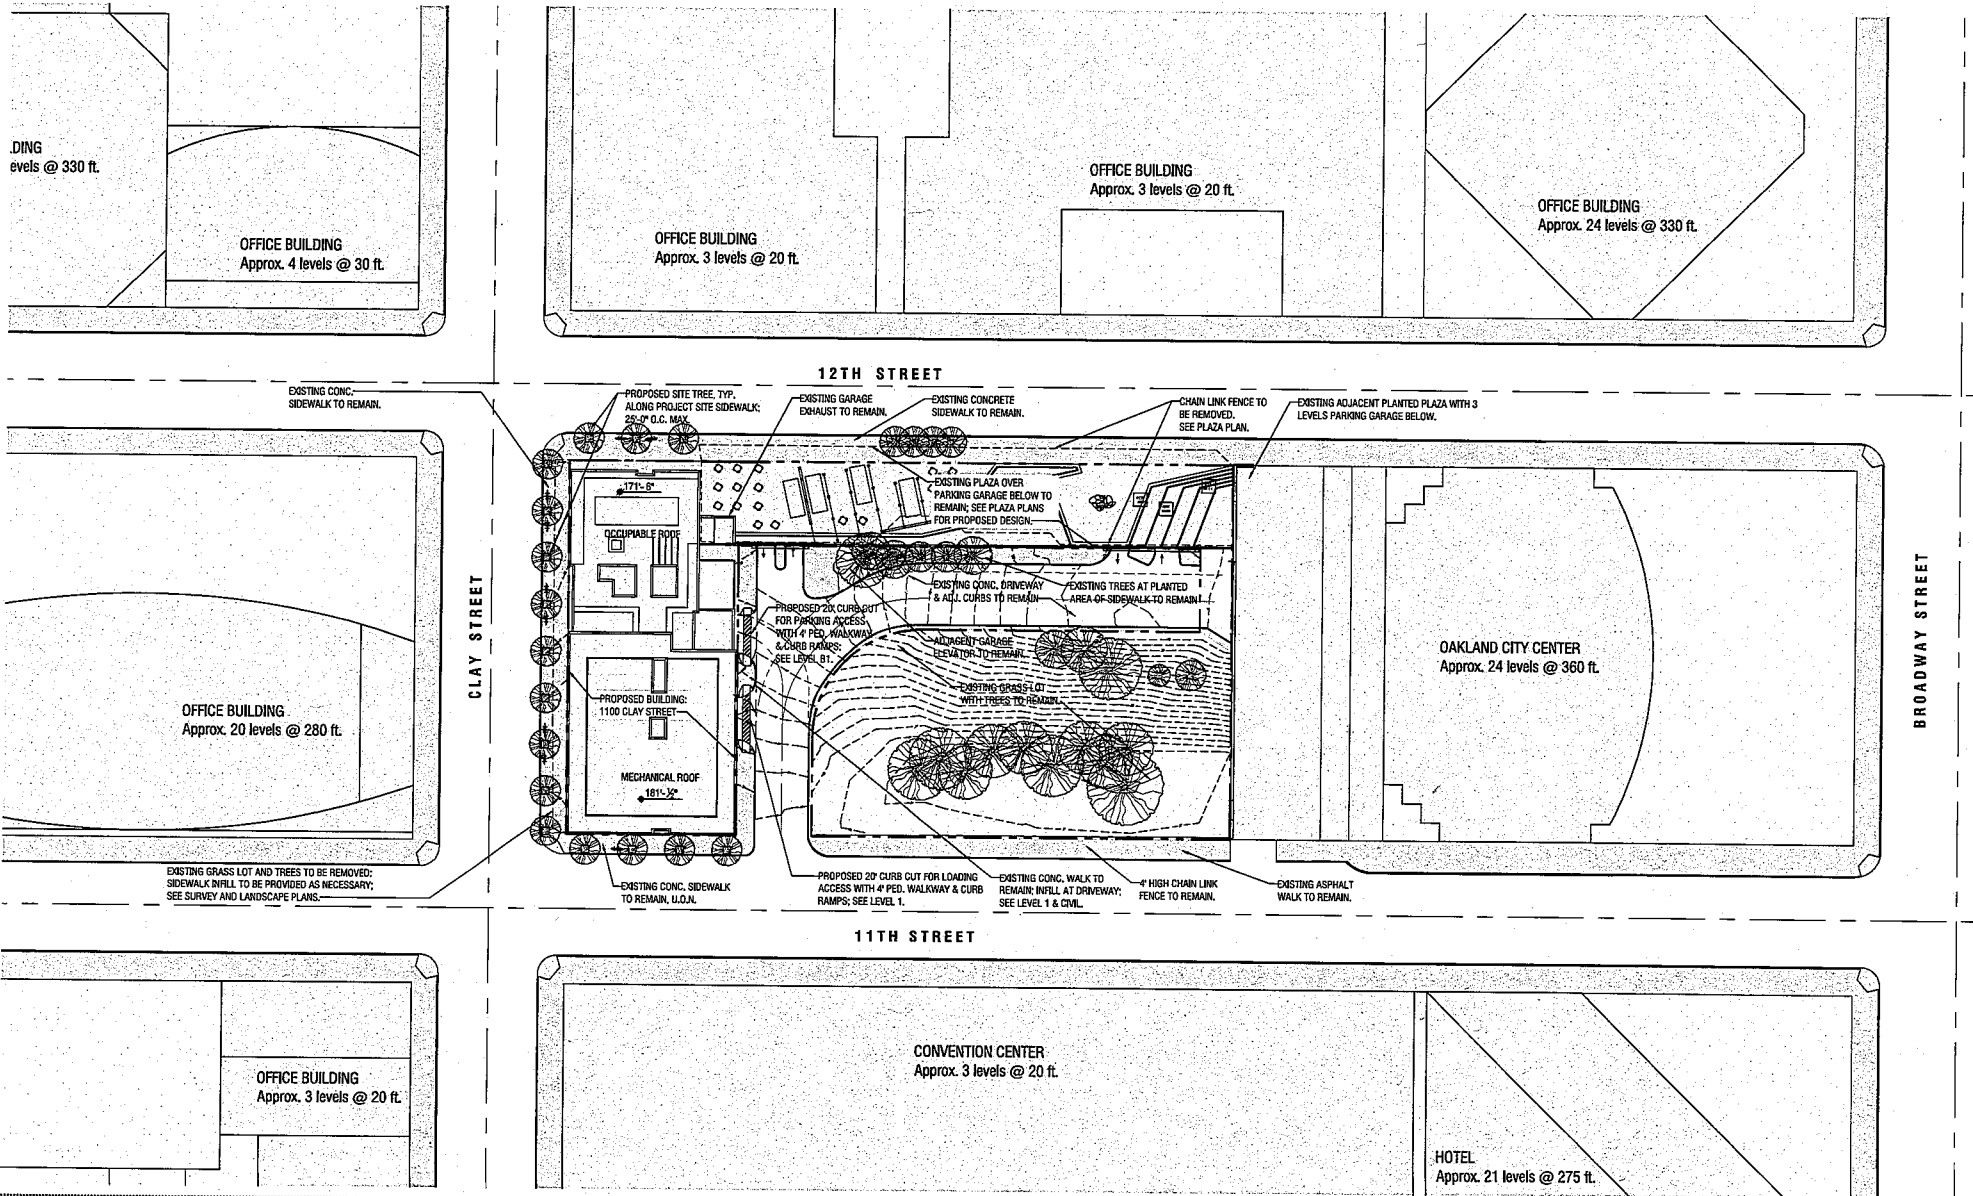 .DING
evels @ 330 ft.
OFFICE BUILDING
Approx. 4 levels @ 30 ft.
OFFICE BUILDING
Approx. 3 levels @ 20 ft.
OFFICE BUILDING
Approx. 3 levels @ 20 ft.
OFFICE BUILDING
Approx. 24 levels @ 330 ft.
12TH STREET
EXISTING CONC.
SIDEWALK TO REMAIN.
PROPOSED SITE TREE, TYP.
ALONG PROJECT SITE SIDEWALK;
25'-0" O.C. MAX
EXISTING GARAGE
EXHAUST TO REMAIN.
EXISTING CONCRETE
SIDEWALK TO REMAIN.
CHAIN LINK FENCE TO
BE REMOVED.
SEE PLAZA PLAN.
EXISTING ADJACENT PLANTED PLAZA WITH 3
LEVELS PARKING GARAGE BELOW.
171'-6"
OCCUPIABLE ROOF
EXISTING PLAZA OVER
PARKING GARAGE BELOW TO
REMAIN; SEE PLAZA PLANS
FOR PROPOSED DESIGN.
EXISTING CONC. DRIVEWAY
& ADJ. CURBS TO REMAIN
EXISTING TREES AT PLANTED
AREA OF SIDEWALK TO REMAIN
PROPOSED 20' CURB CUT
FOR PARKING ACCESS
WITH 4' PED. WALKWAY
& CURB RAMPS;
SEE LEVEL B1.
ADJACENT GARAGE
ELEVATOR TO REMAIN.
EXISTING GRASS LOT
WITH TREES TO REMAIN.
PROPOSED BUILDING:
1100 CLAY STREET
MECHANICAL ROOF
181'-½"
CLAY STREET
BROADWAY STREET
OAKLAND CITY CENTER
Approx. 24 levels @ 360 ft.
OFFICE BUILDING
Approx. 20 levels @ 280 ft.
EXISTING GRASS LOT AND TREES TO BE REMOVED;
SIDEWALK INFILL TO BE PROVIDED AS NECESSARY;
SEE SURVEY AND LANDSCAPE PLANS.
EXISTING CONC. SIDEWALK
TO REMAIN, U.O.N.
PROPOSED 20' CURB CUT FOR LOADING
ACCESS WITH 4' PED. WALKWAY & CURB
RAMPS; SEE LEVEL 1.
EXISTING CONC. WALK TO
REMAIN; INFILL AT DRIVEWAY;
SEE LEVEL 1 & CIVIL.
4' HIGH CHAIN LINK
FENCE TO REMAIN.
EXISTING ASPHALT
WALK TO REMAIN.
11TH STREET
OFFICE BUILDING
Approx. 3 levels @ 20 ft.
CONVENTION CENTER
Approx. 3 levels @ 20 ft.
HOTEL
Approx. 21 levels @ 275 ft.